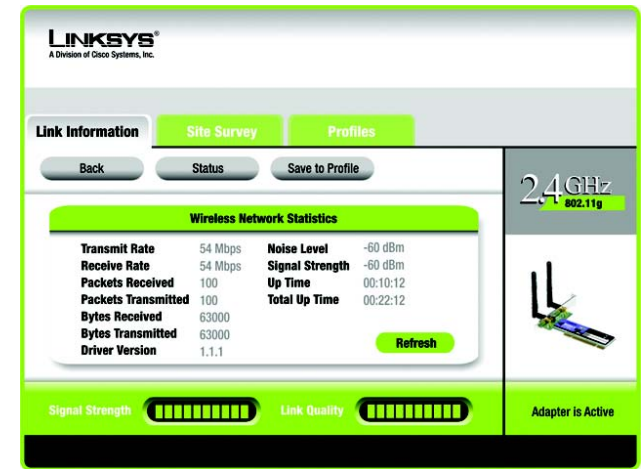 LINKSYS®
A Division of Cisco Systems, Inc.
Link Information Site Survey Profiles
Back Status Save to Profile
2.4GHz
802.11g
Wireless Network Statistics
Transmit Rate 54 Mbps Noise Level -60 dBm
Receive Rate 54 Mbps Signal Strength -60 dBm
Packets Received 100 Up Time 00:10:12
Packets Transmitted 100 Total Up Time 00:22:12
Bytes Received 63000
Bytes Transmitted 63000
Driver Version 1.1.1
Refresh
Signal Strength Link Quality Adapter is Active